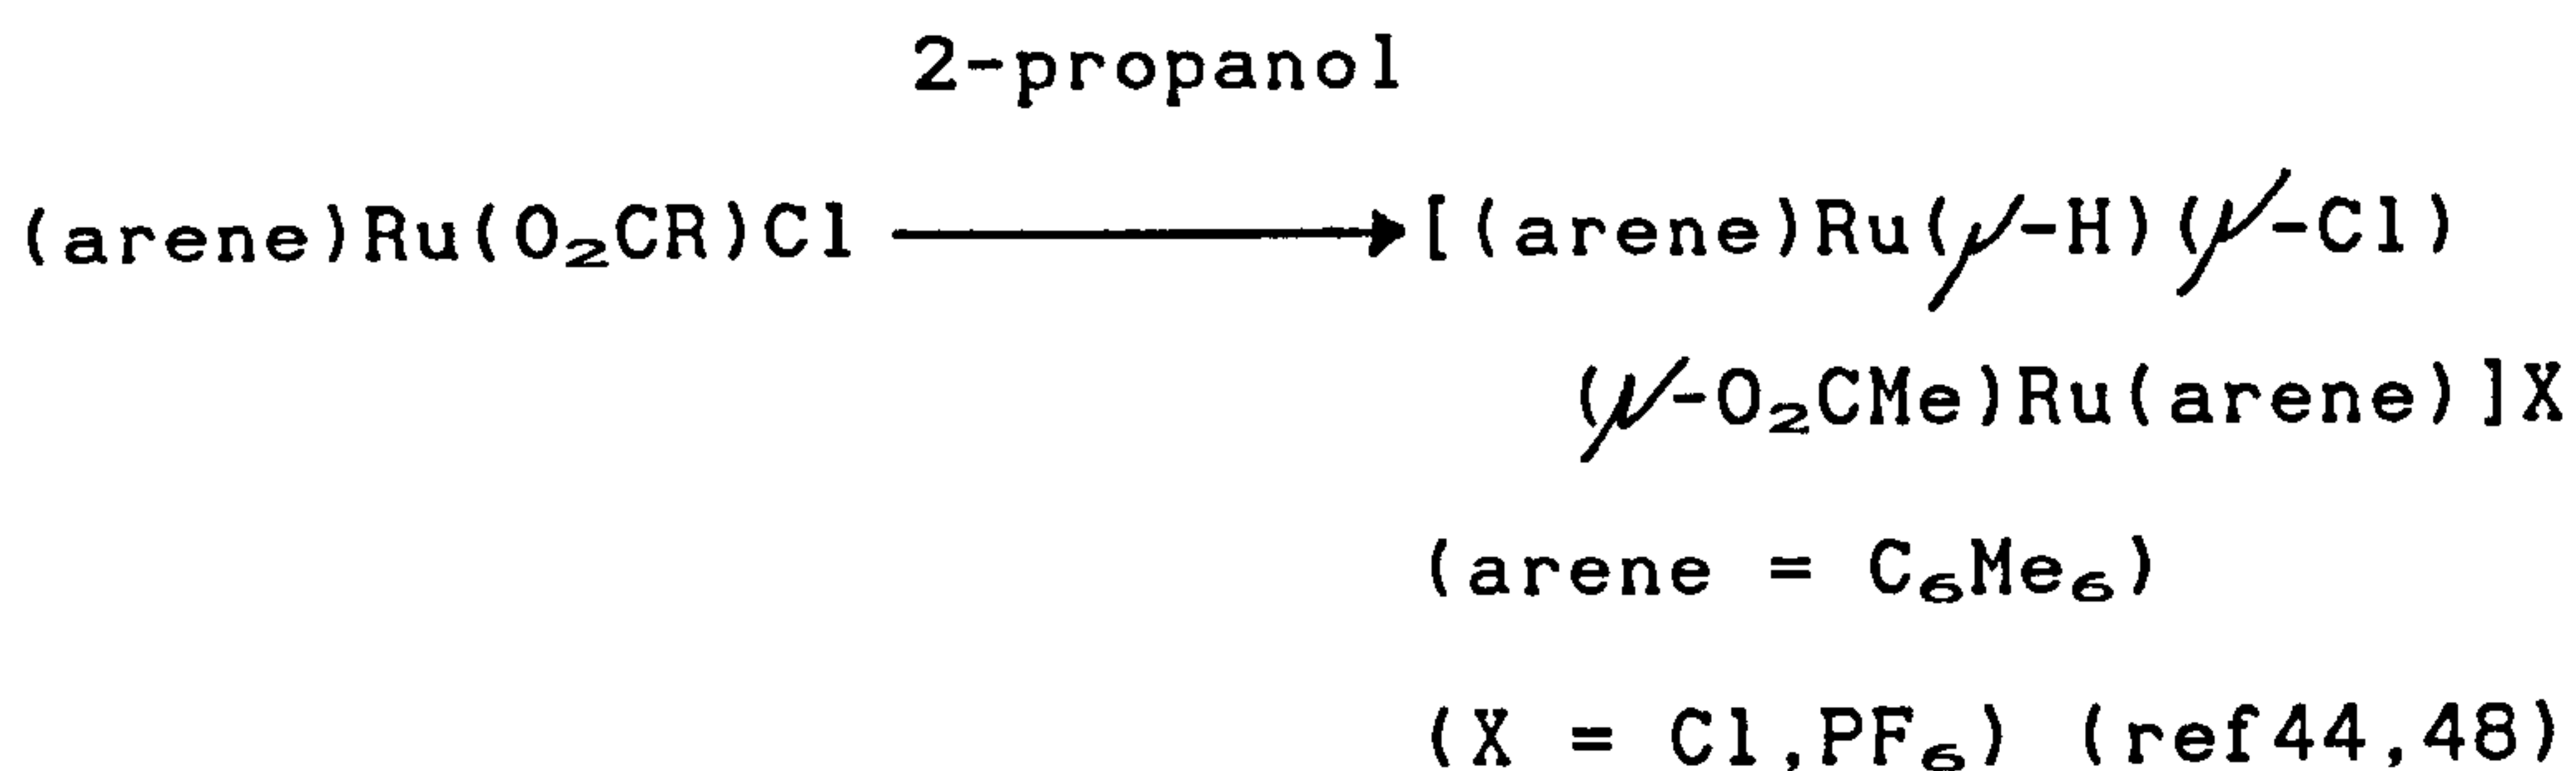 2-propanol
(arene)Ru(O₂CR)Cl ⟶ [(arene)Ru(μ-H)(μ-Cl)
(μ-O₂CMe)Ru(arene)]X
(arene = C₆Me₆)
(X = Cl,PF₆) (ref44,48)